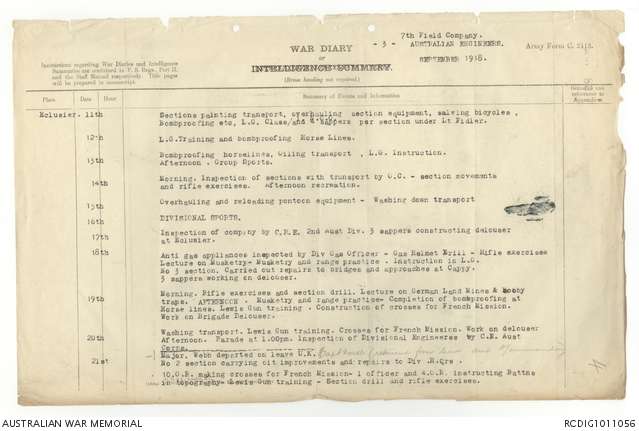 7th Field Company.
WAR DIARY - 3 - AUSTRALIAN ENGINEERS. Army Form C. 2118.
or
INTELLIGENCE SUMMARY. SEPTEMBER 1918.
(Erase heading not required.)
Instructions regarding War Diaries and Intelligence
Summaries are contained in F. S. Regs., Part II.
and the Staff Manual respectively. Title pages
will be prepared in manuscript.
Place Date Hour Summary of Events and Information Remarks and references to Appendices
Eclusier. 11th Sections painting transport, overhauling section equipment, salving bicycles,
Bombproofing etc, L.G. Class/and sappers per section under Lt Fidler.
12th L.G.Training and bombproofing Horse Lines.
13th Bombproofing horselines, Oiling transport, L.G. Instruction.
Afternoon. Group Sports.
14th Morning. Inspection of sections with transport by O.C. - section movements
and rifle exercises. Afternoon recreation.
15th Overhauling and reloading pontoon equipment - Washing down transport
16th DIVISIONAL SPORTS.
17th Inspection of company by C.R.E. 2nd Aust Div. 3 sappers constructing delouser
at Eclusier.
18th Anti gas appliances inspected by Div Gas Officer - Gas Helmet Drill - Rifle exercises
Lecture on Musketry- Musketry and range practice. Instruction in L.G.
No 3 section. Carried out repairs to bridges and approaches at Cappy.
3 sappers working on delouser.
19th Morning. Rifle exercises and section drill. Lecture on German Land Mines & booby
traps. AFTERNOON. Musketry and range practice- Completion of bombproofing at
Horse lines. Lewis Gun training. Construction of crosses for French Mission.
Work on Brigade Delouser.
20th Washing transport. Lewis Gun training. Crosses for French Mission. Work on delouser
Afternoon. Parade at 1.00pm. Inspection of Divisional Engineers by C.E. Aust
Corps.
Major. Webb departed on leave U.K.
21st No 2 section carrying out improvements and repairs to Div .H.qrs.
10.O.R. making crosses for French Mission- 1 officer and 4.O.R. instructing Battns
in topography- Lewis Gun training - Section drill and rifle exercises.
4
AUSTRALIAN WAR MEMORIAL RCDIG1011056